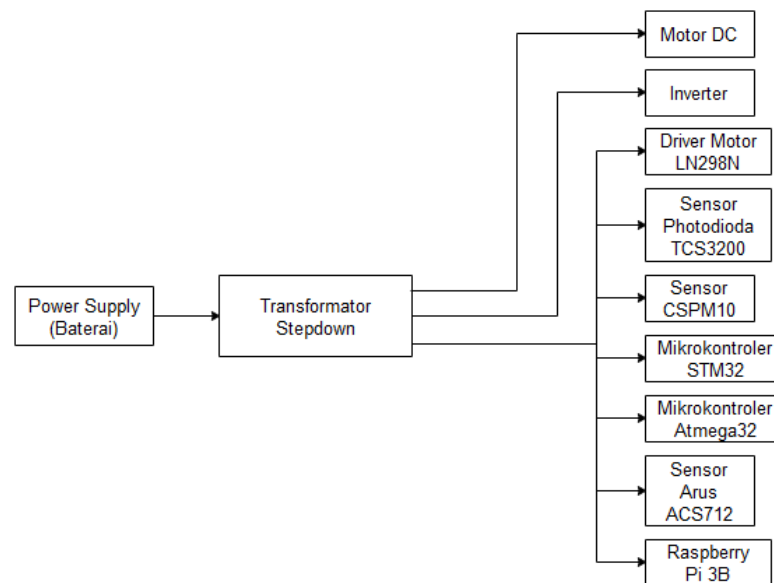 Motor DC
Inverter
Driver Motor
LN298N
Sensor
Photodioda
TCS3200
Power Supply
(Baterai)
Transformator
Stepdown
Sensor
CSPM10
Mikrokontroler
STM32
Mikrokontroler
Atmega32
Sensor
Arus
ACS712
Raspberry
Pi 3B